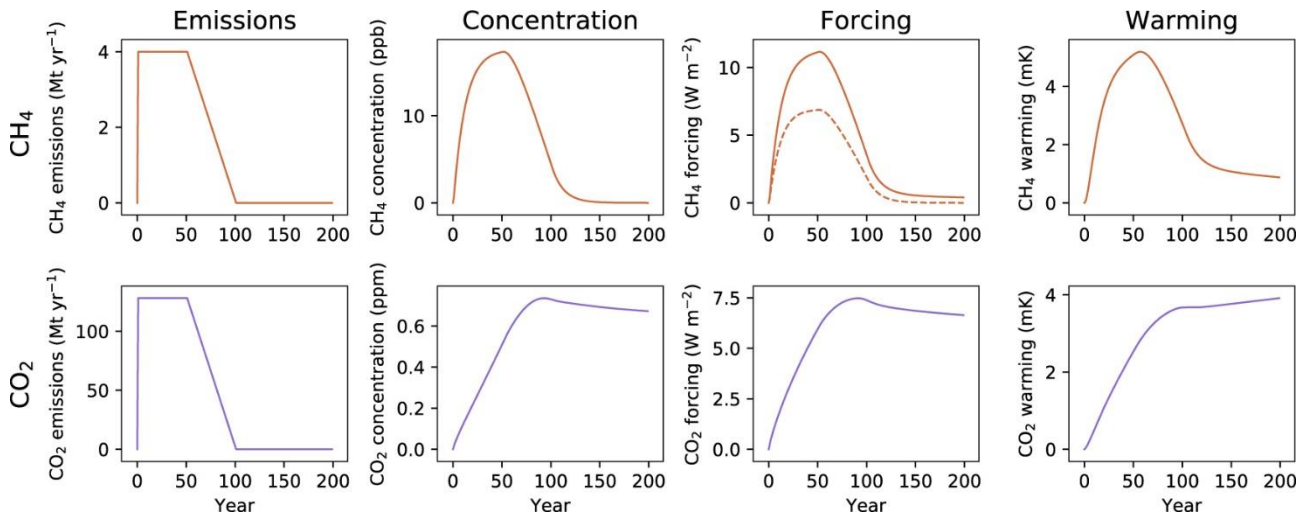 Emissions
Concentration
Forcing
Warming
CH₄
CH₄ emissions (Mt yr⁻¹)
4
2
0
0 50 100 150 200
CH₄ concentration (ppb)
10
0
0 50 100 150 200
CH₄ forcing (W m⁻²)
10
5
0
0 50 100 150 200
CH₄ warming (mK)
4
2
0
0 50 100 150 200
CO₂
CO₂ emissions (Mt yr⁻¹)
100
50
0
0 50 100 150 200
Year
CO₂ concentration (ppm)
0.6
0.4
0.2
0.0
0 50 100 150 200
Year
CO₂ forcing (W m⁻²)
7.5
5.0
2.5
0.0
0 50 100 150 200
Year
CO₂ warming (mK)
4
2
0
0 50 100 150 200
Year